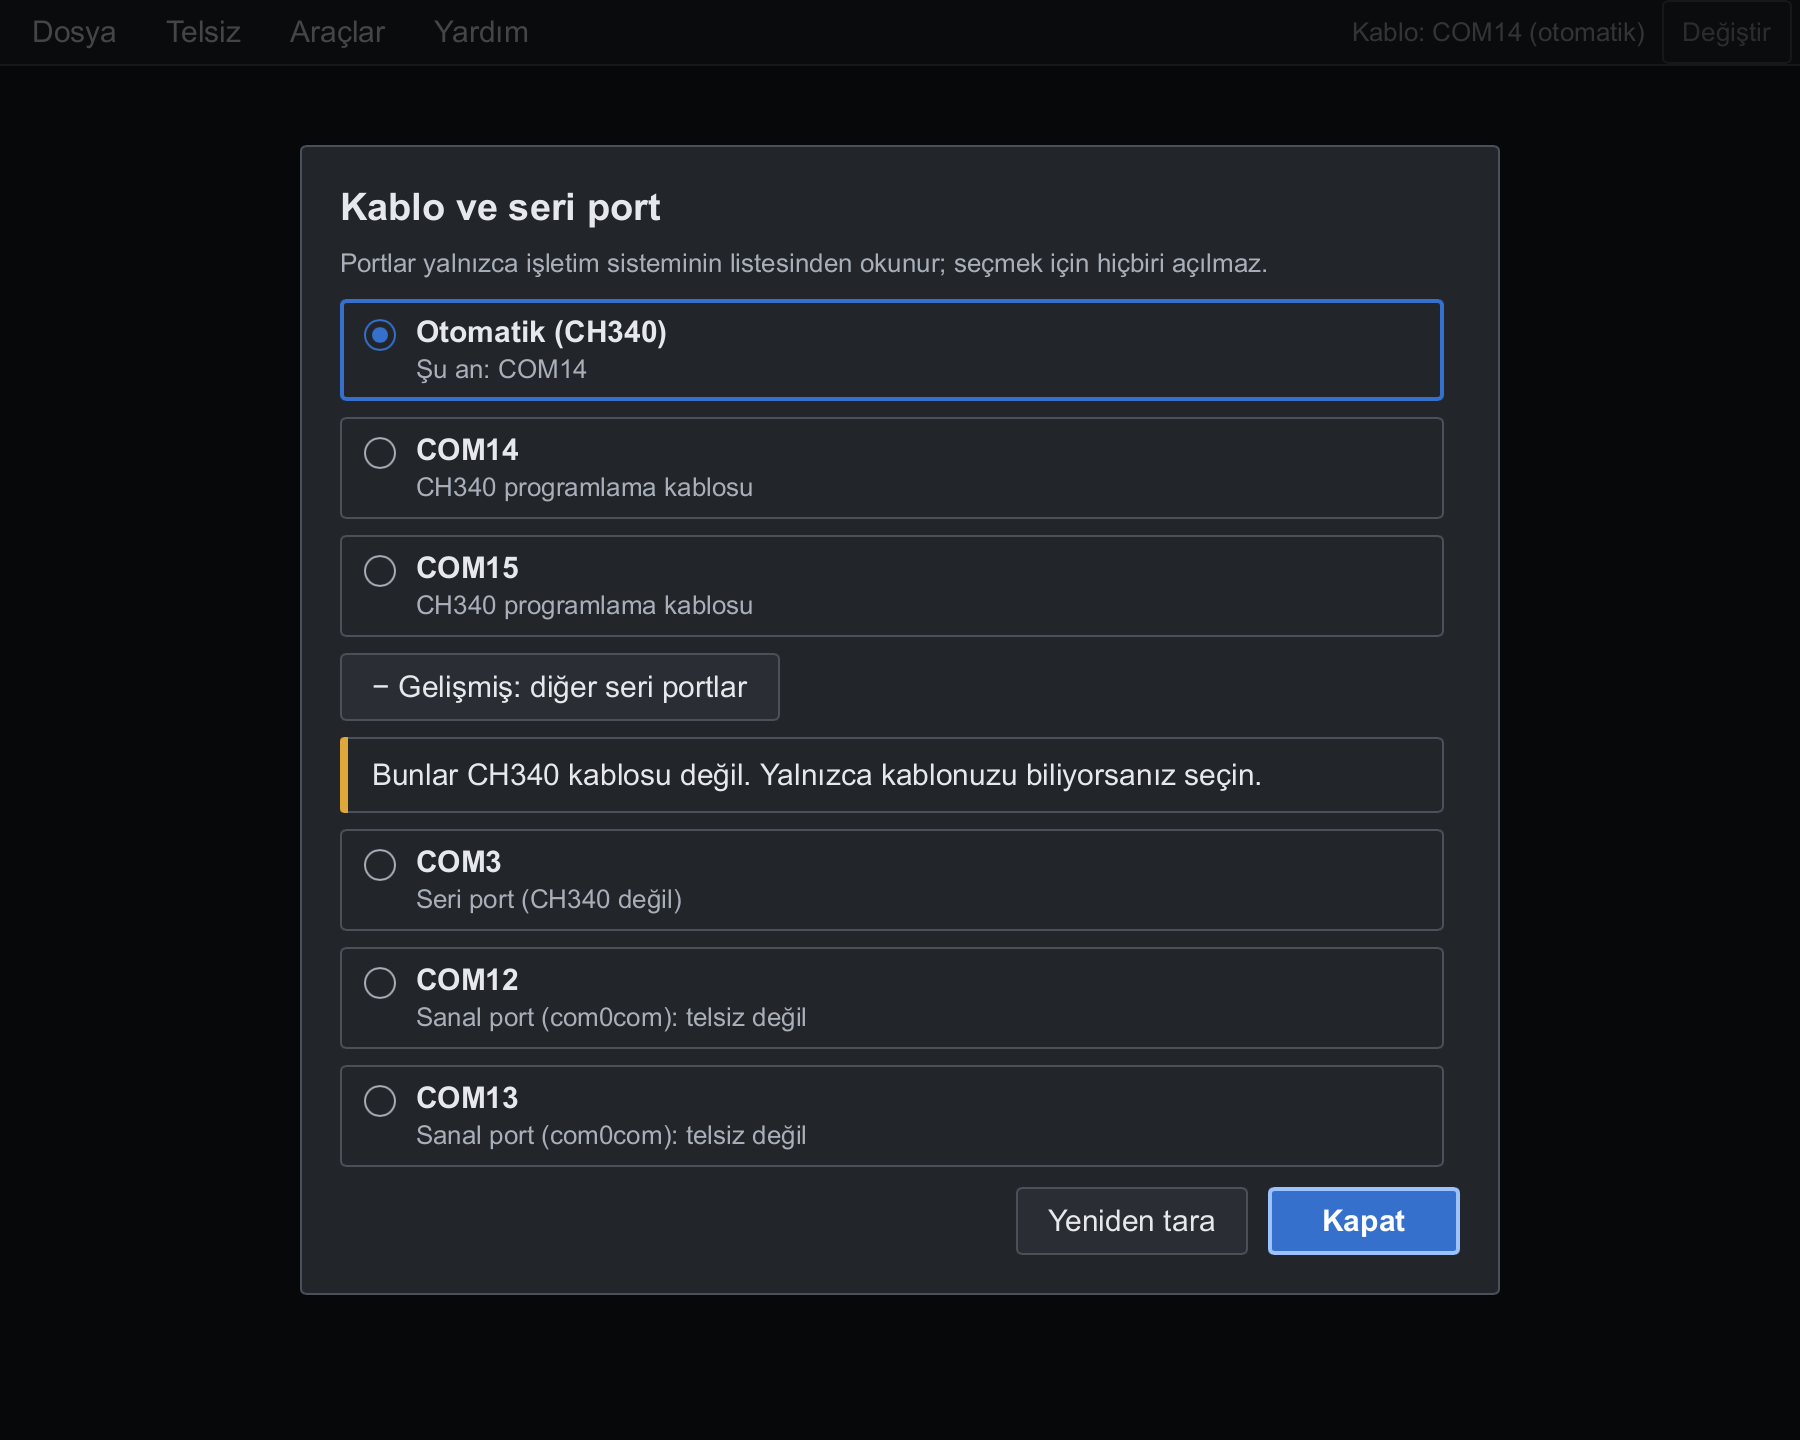 Dosya Telsiz Araçlar Yardım Kablo: COM14 (otomatik) Değiştir
Kablo ve seri port
Portlar yalnızca işletim sisteminin listesinden okunur; seçmek için hiçbiri açılmaz.
Otomatik (CH340)
Şu an: COM14
COM14
CH340 programlama kablosu
COM15
CH340 programlama kablosu
− Gelişmiş: diğer seri portlar
Bunlar CH340 kablosu değil. Yalnızca kablonuzu biliyorsanız seçin.
COM3
Seri port (CH340 değil)
COM12
Sanal port (com0com): telsiz değil
COM13
Sanal port (com0com): telsiz değil
Yeniden tara Kapat